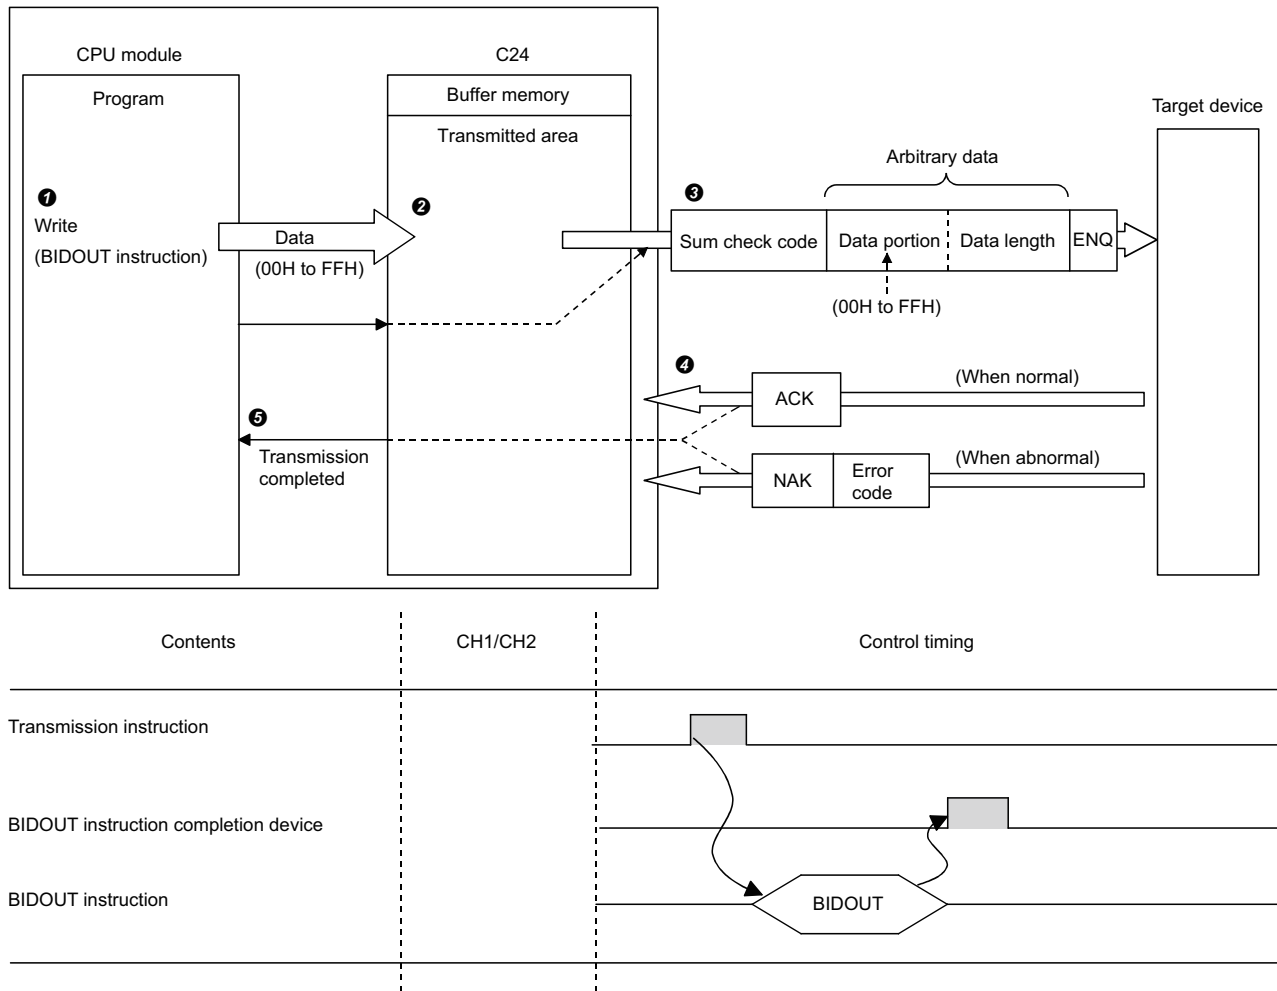 CPU module
C24
Program
Buffer memory
Target device
Transmitted area
Arbitrary data
❶
❷
❸
Write
(BIDOUT instruction)
Data
(00H to FFH)
Sum check code
Data portion
Data length
ENQ
(00H to FFH)
❹
(When normal)
ACK
❺
Transmission
completed
(When abnormal)
NAK
Error
code
Contents
CH1/CH2
Control timing
Transmission instruction
BIDOUT instruction completion device
BIDOUT instruction
BIDOUT